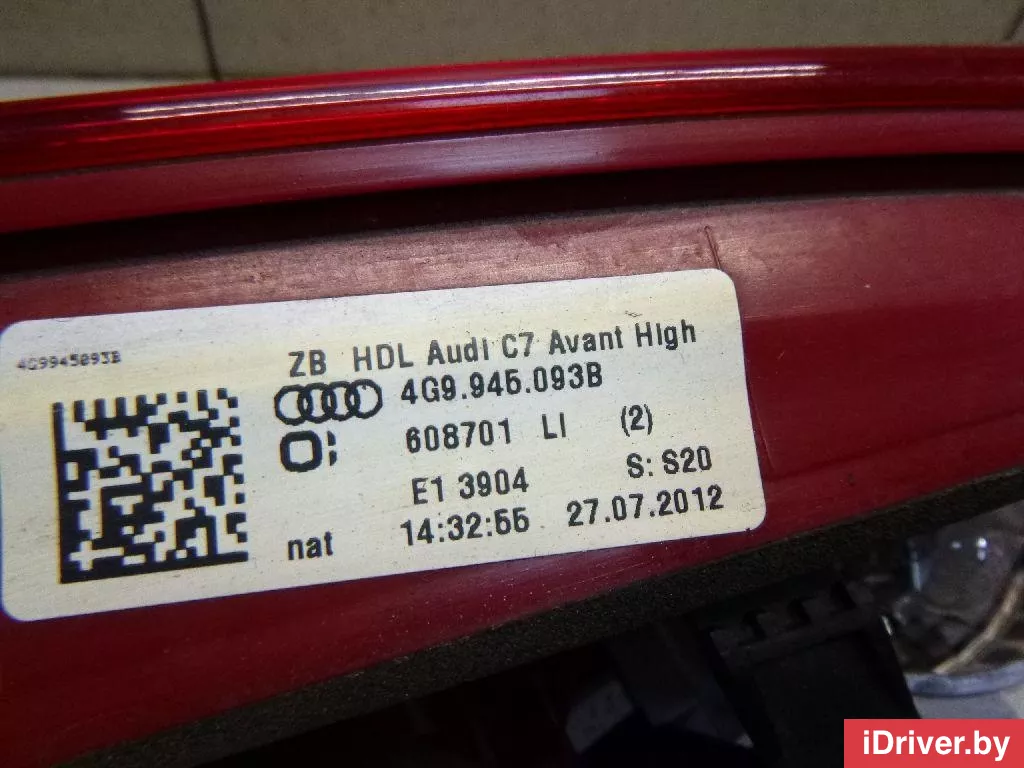 4G9945093B
ZB HDL Audi C7 Avant High
4G9.945.093B
608701 LI (2)
E1 3904 S: S20
nat 14:32:55 27.07.2012
iDriver.by